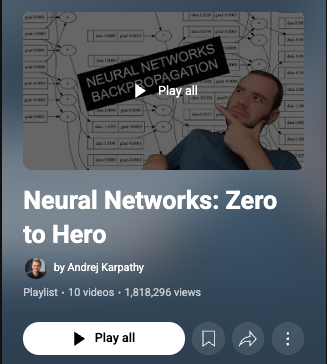 NEURAL NETWORKS
BACKPROPAGATION
Play all
Neural Networks: Zero
to Hero
by Andrej Karpathy
Playlist • 10 videos • 1,818,296 views
Play all